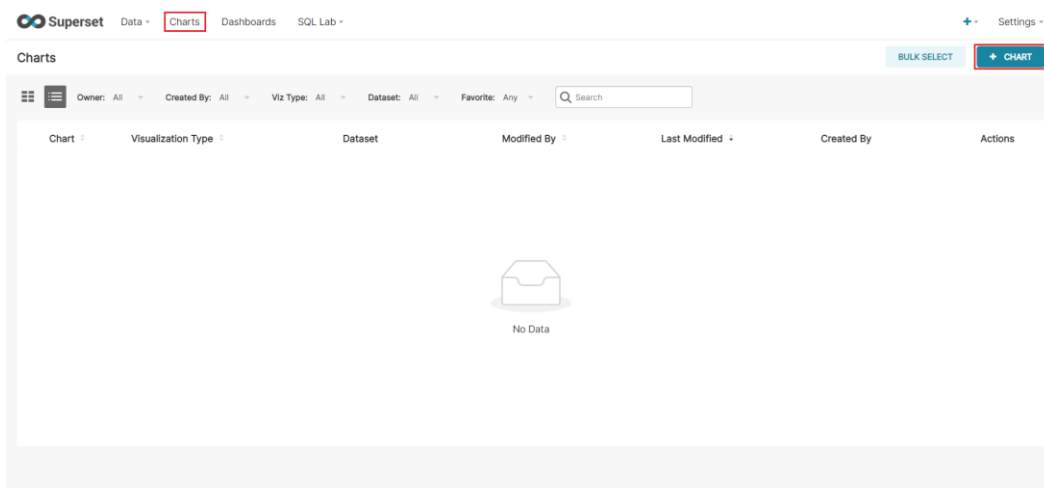 Superset Data Charts Dashboards SQL Lab + Settings
Charts BULK SELECT + CHART
Owner: All Created By: All Viz Type: All Dataset: All Favorite: Any Search
Chart Visualization Type Dataset Modified By Last Modified Created By Actions
No Data